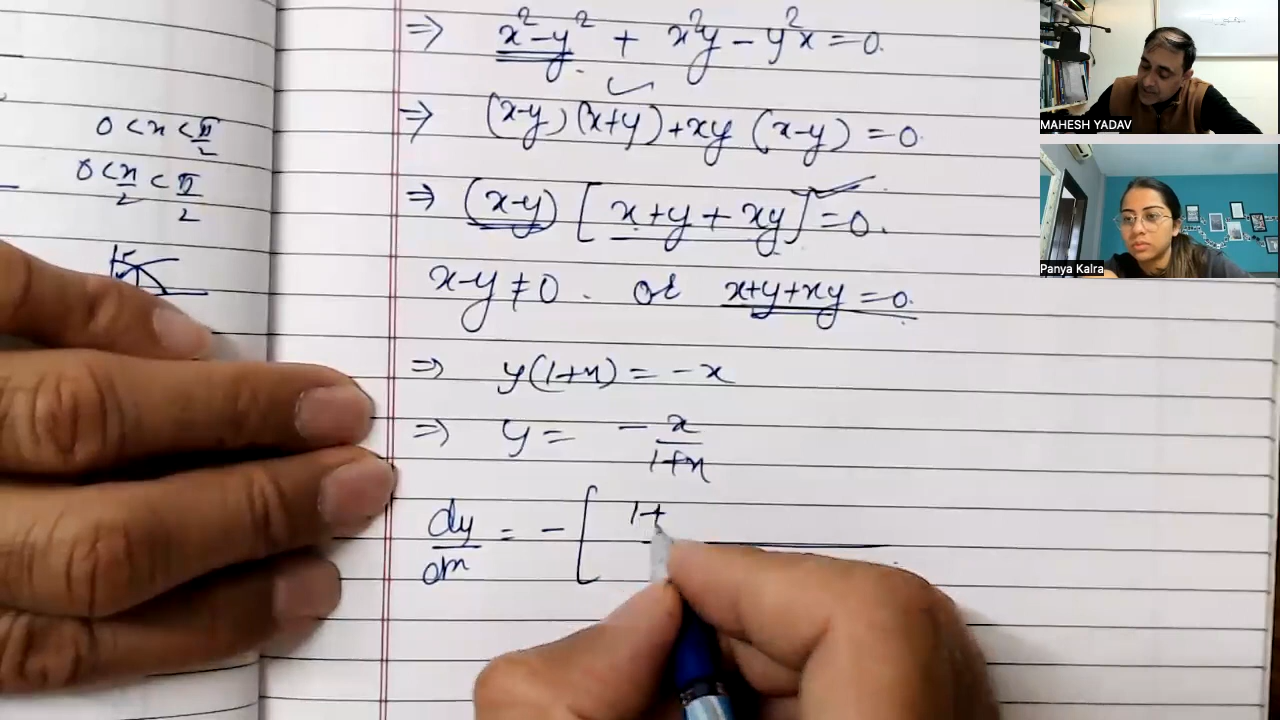 ⇒ x² - y² + x²y - y²x = 0.
⇒ (x-y)(x+y) + xy (x-y) = 0.
⇒ (x-y) [x+y+xy] = 0.
x-y ≠ 0. or x+y+xy = 0.
⇒ y(1+x) = -x
⇒ y = - x/(1+x)
dy/dx = - [ 1+
0 < x < π/2
0 < x/2 < π/2
MAHESH YADAV
Panya Kalra